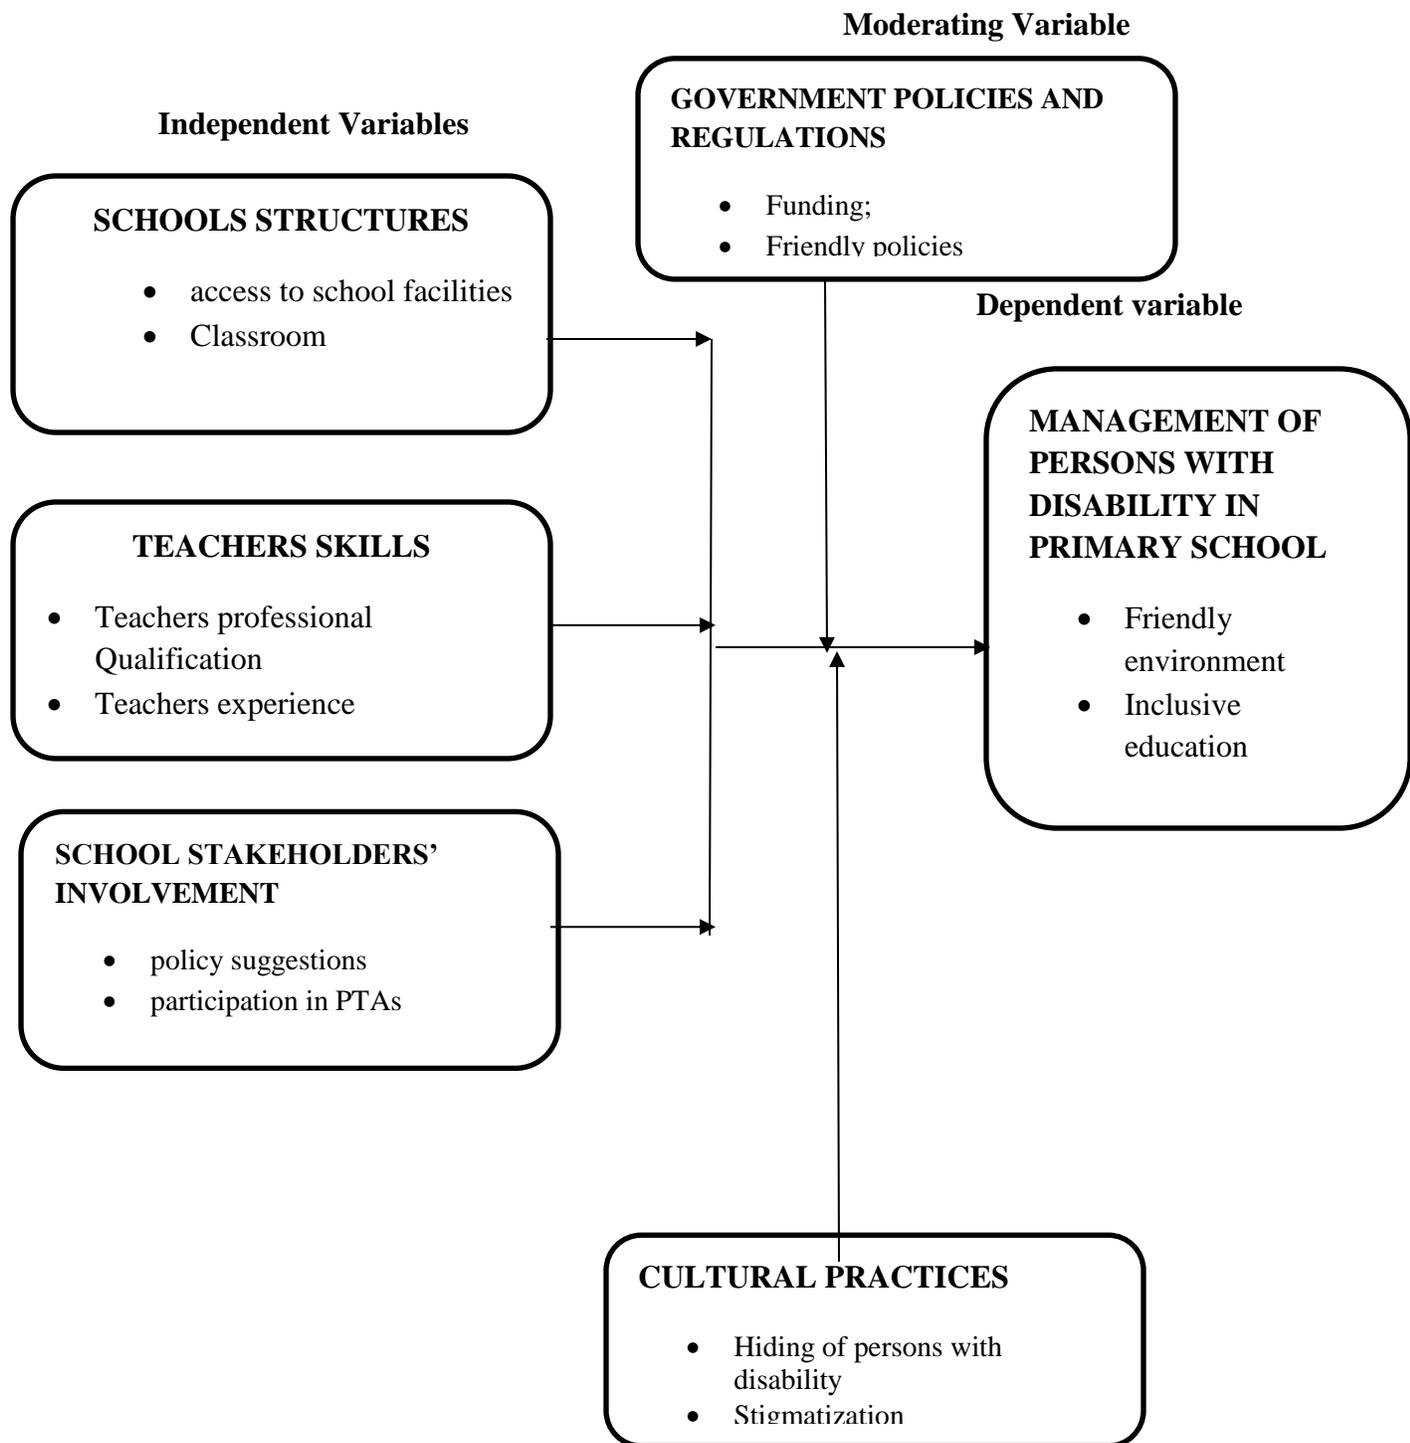 Moderating Variable
GOVERNMENT POLICIES AND
REGULATIONS
• Funding;
• Friendly policies
Independent Variables
SCHOOLS STRUCTURES
• access to school facilities
• Classroom
TEACHERS SKILLS
• Teachers professional
Qualification
• Teachers experience
SCHOOL STAKEHOLDERS’
INVOLVEMENT
• policy suggestions
• participation in PTAs
Dependent variable
MANAGEMENT OF
PERSONS WITH
DISABILITY IN
PRIMARY SCHOOL
• Friendly
environment
• Inclusive
education
CULTURAL PRACTICES
• Hiding of persons with
disability
• Stigmatization